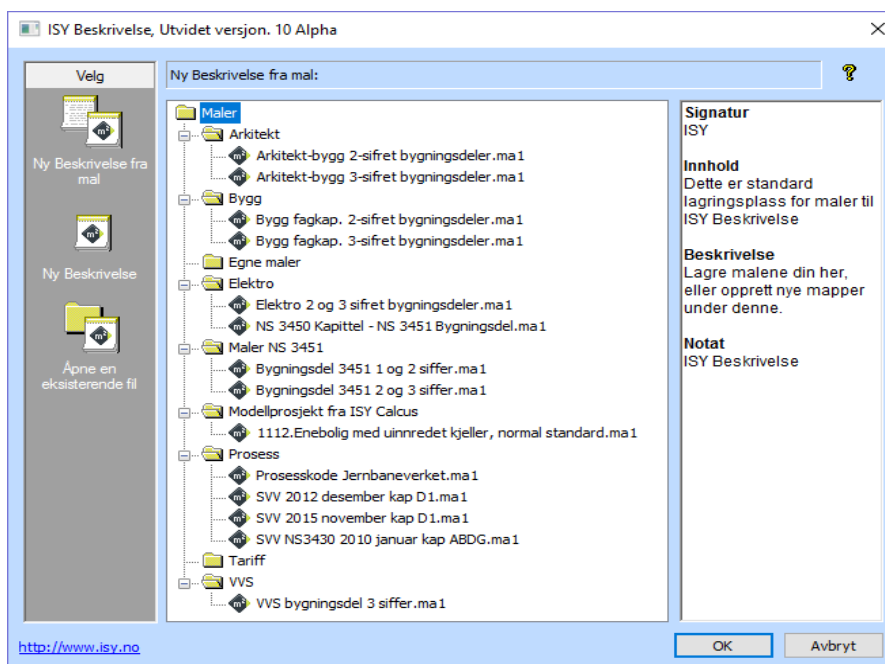 ISY Beskrivelse, Utvidet versjon. 10 Alpha
Velg
Ny Beskrivelse fra
mal
Ny Beskrivelse
Åpne en
eksisterende fil
Ny Beskrivelse fra mal:
Maler
Arkitekt
Arkitekt-bygg 2-sifret bygningsdeler.ma1
Arkitekt-bygg 3-sifret bygningsdeler.ma1
Bygg
Bygg fagkap. 2-sifret bygningsdeler.ma1
Bygg fagkap. 3-sifret bygningsdeler.ma1
Egne maler
Elektro
Elektro 2 og 3 sifret bygningsdeler.ma1
NS 3450 Kapittel - NS 3451 Bygningsdel.ma1
Maler NS 3451
Bygningsdel 3451 1 og 2 siffer.ma1
Bygningsdel 3451 2 og 3 siffer.ma1
Modellprosjekt fra ISY Calcus
1112.Enebolig med uinnredet kjeller, normal standard.ma1
Prosess
Prosesskode Jernbaneverket.ma1
SVV 2012 desember kap D1.ma1
SVV 2015 november kap D1.ma1
SVV NS3430 2010 januar kap ABDG.ma1
Tariff
VVS
VVS bygningsdel 3 siffer.ma1
Signatur
ISY
Innhold
Dette er standard
lagringsplass for maler til
ISY Beskrivelse
Beskrivelse
Lagre malene din her,
eller opprett nye mapper
under denne.
Notat
ISY Beskrivelse
http://www.isy.no
OK
Avbryt